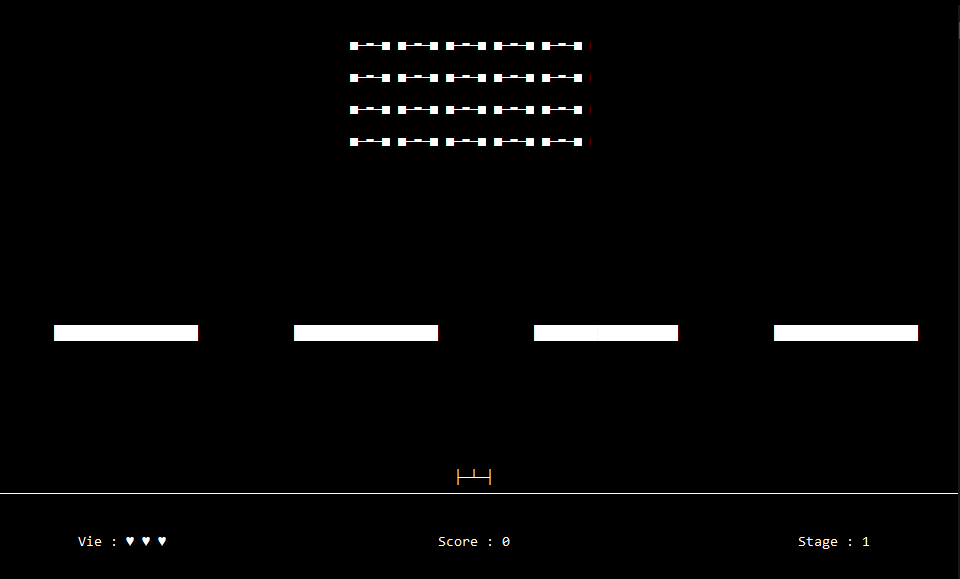 Vie : ♥ ♥ ♥
Score : 0
Stage : 1